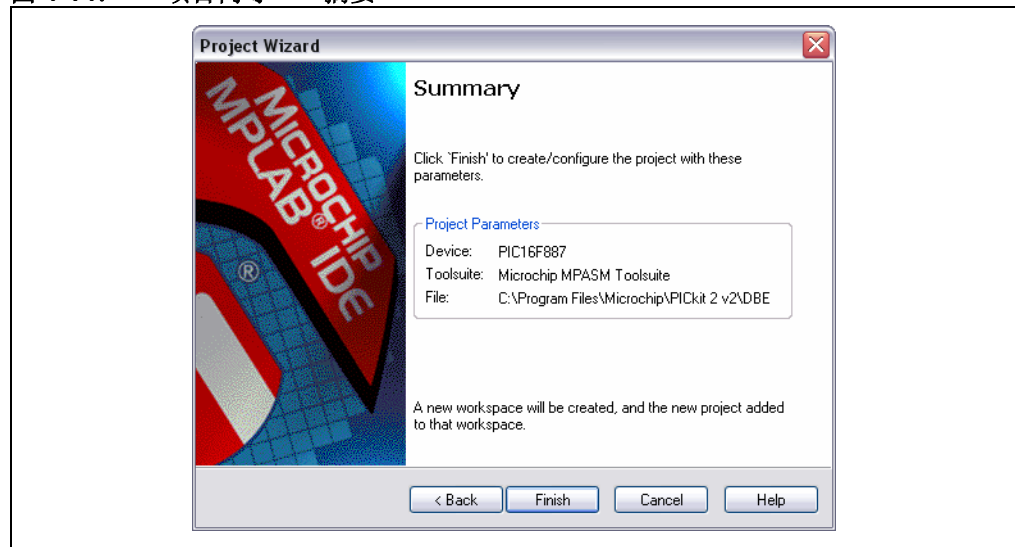 Project Wizard
MICROCHIP
MPLAB® IDE
®
Summary
Click `Finish' to create/configure the project with these
parameters.
Project Parameters
Device: PIC16F887
Toolsuite: Microchip MPASM Toolsuite
File: C:\Program Files\Microchip\PICkit 2 v2\DBE
A new workspace will be created, and the new project added
to that workspace.
< Back Finish Cancel Help